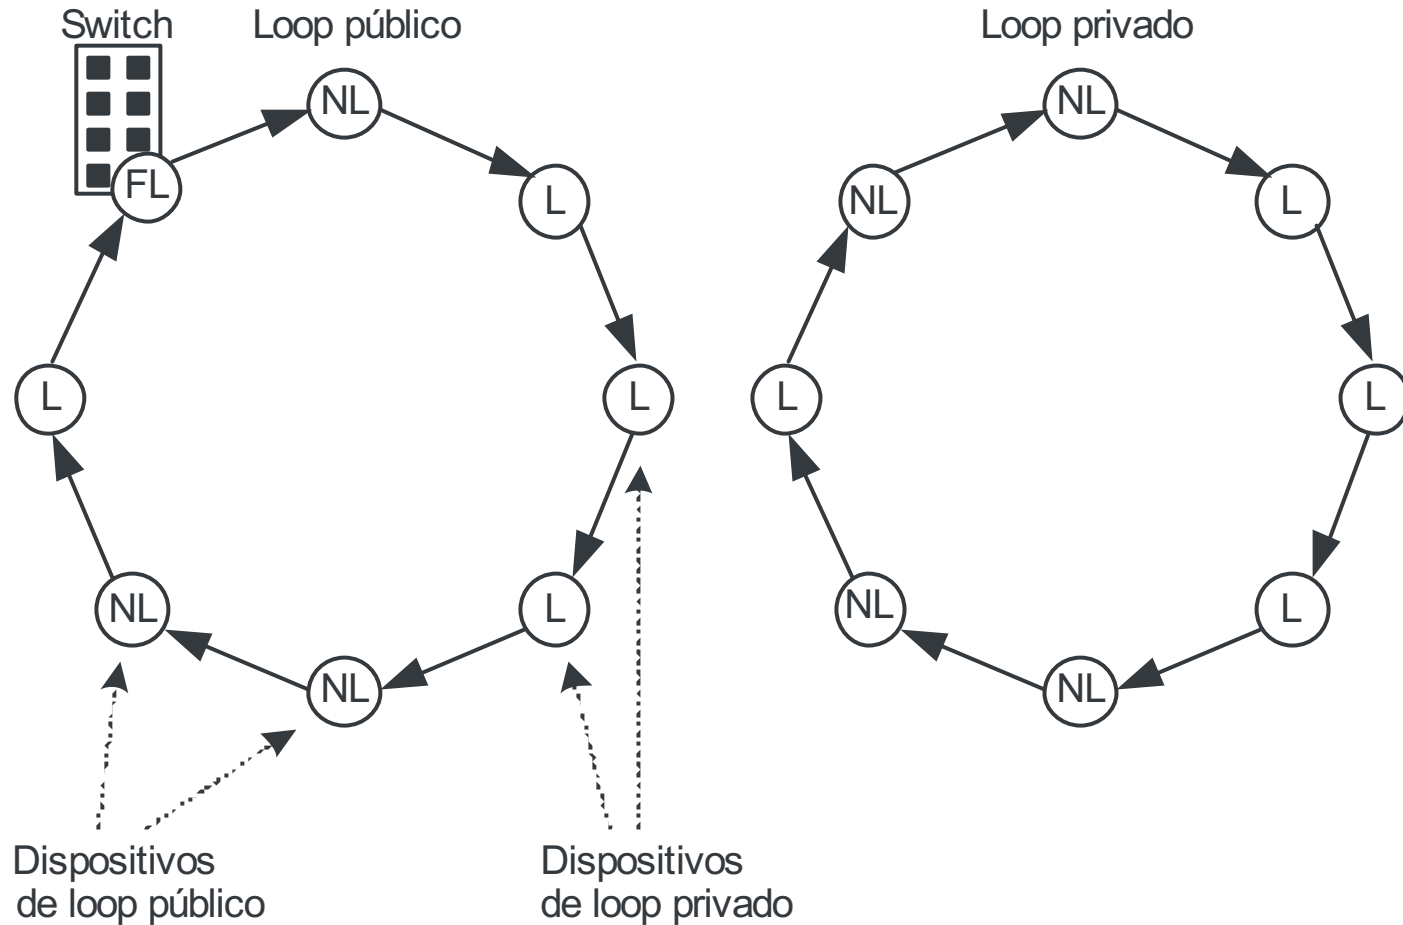 Switch
Loop público
Loop privado
NL
NL
FL
L
NL
L
L
L
L
L
NL
L
NL
L
NL
NL
Dispositivos
de loop público
Dispositivos
de loop privado